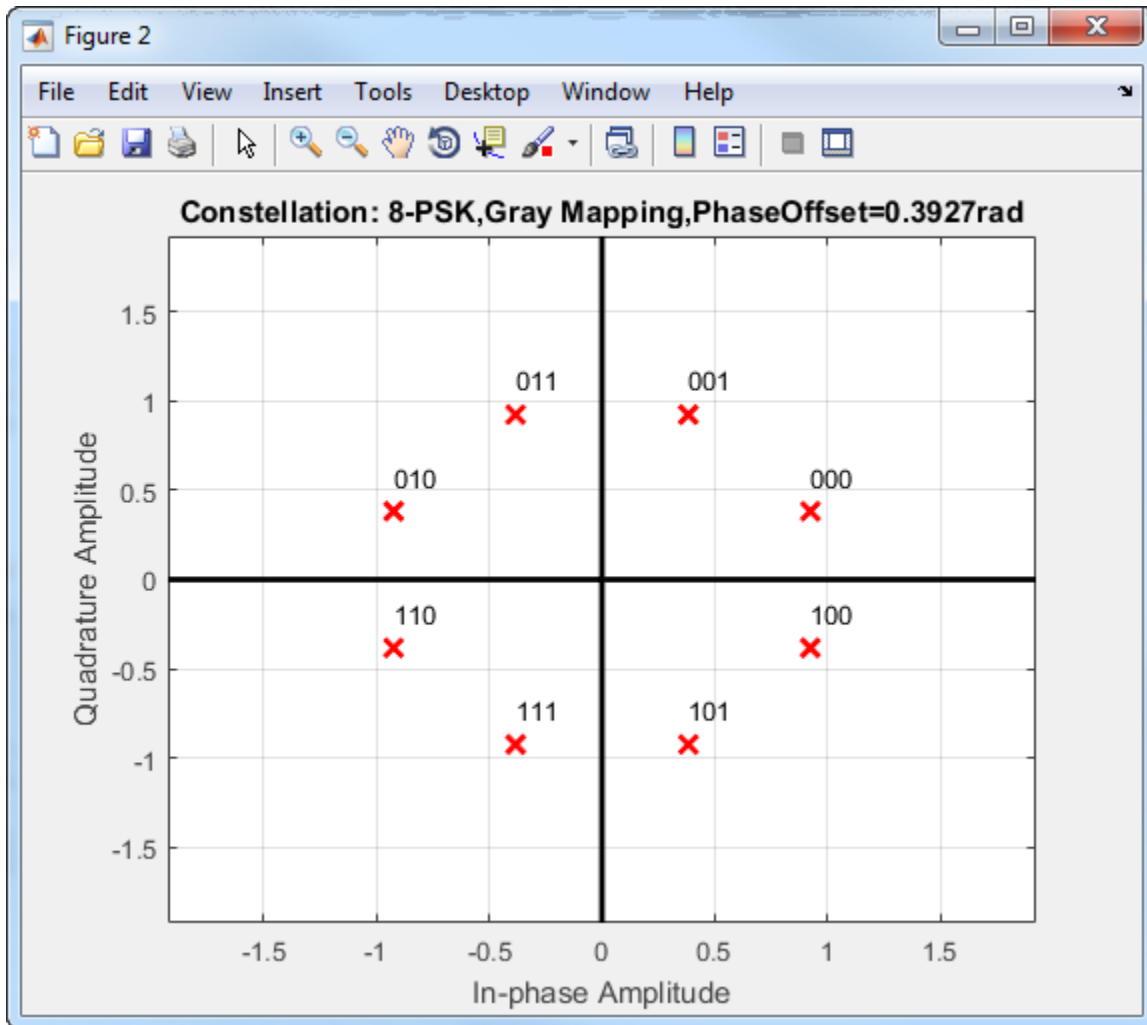 Figure 2
File Edit View Insert Tools Desktop Window Help
Constellation: 8-PSK,Gray Mapping,PhaseOffset=0.3927rad
1.5
011 001
1
010 000
0.5
0
110 100
-0.5
111 101
-1
-1.5
Quadrature Amplitude
-1.5 -1 -0.5 0 0.5 1 1.5
In-phase Amplitude